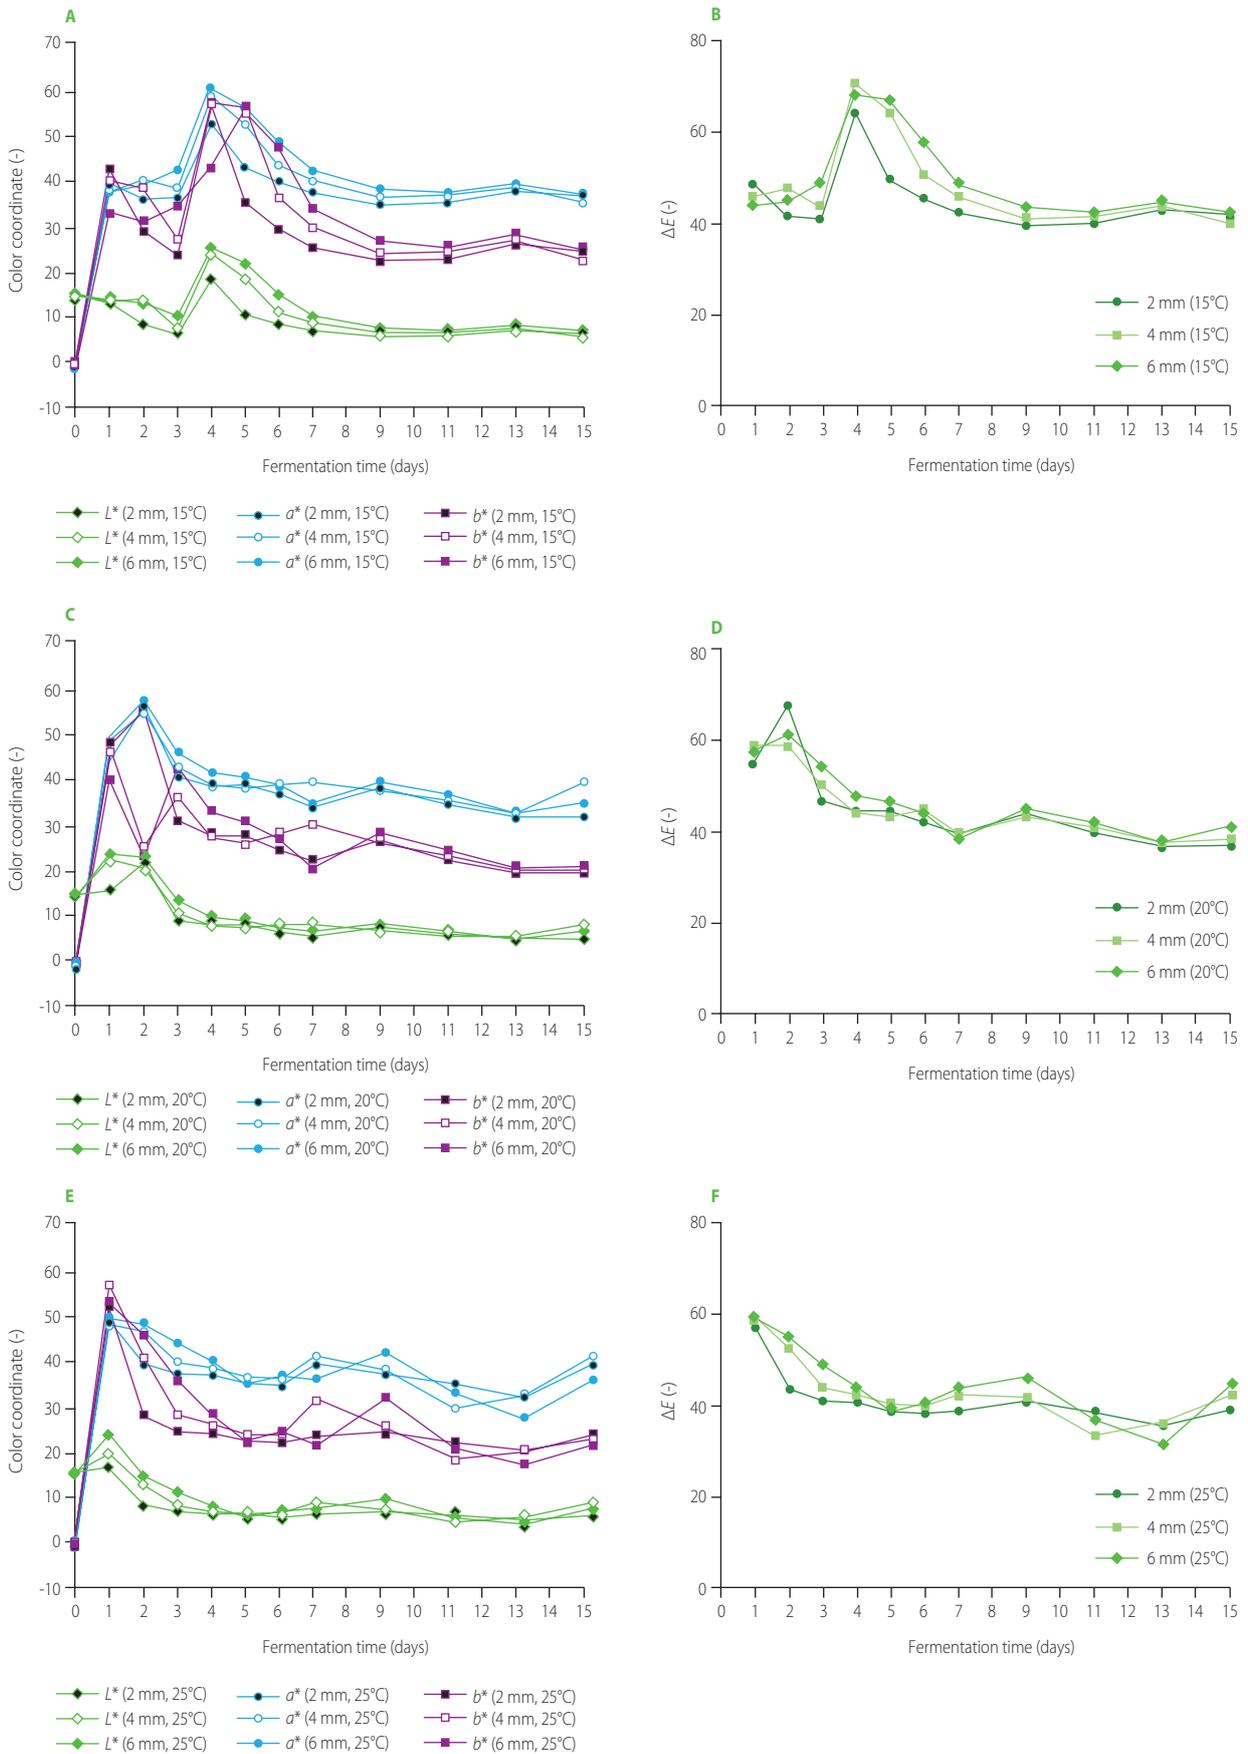 A
70
60
50
40
30
20
10
0
-10
Color coordinate (-)
0 1 2 3 4 5 6 7 8 9 10 11 12 13 14 15
Fermentation time (days)
L* (2 mm, 15°C) a* (2 mm, 15°C) b* (2 mm, 15°C)
L* (4 mm, 15°C) a* (4 mm, 15°C) b* (4 mm, 15°C)
L* (6 mm, 15°C) a* (6 mm, 15°C) b* (6 mm, 15°C)
B
80
60
40
20
0
ΔE (-)
2 mm (15°C)
4 mm (15°C)
6 mm (15°C)
0 1 2 3 4 5 6 7 8 9 10 11 12 13 14 15
Fermentation time (days)
C
70
60
50
40
30
20
10
0
-10
Color coordinate (-)
0 1 2 3 4 5 6 7 8 9 10 11 12 13 14 15
Fermentation time (days)
L* (2 mm, 20°C) a* (2 mm, 20°C) b* (2 mm, 20°C)
L* (4 mm, 20°C) a* (4 mm, 20°C) b* (4 mm, 20°C)
L* (6 mm, 20°C) a* (6 mm, 20°C) b* (6 mm, 20°C)
D
80
60
40
20
0
ΔE (-)
2 mm (20°C)
4 mm (20°C)
6 mm (20°C)
0 1 2 3 4 5 6 7 8 9 10 11 12 13 14 15
Fermentation time (days)
E
70
60
50
40
30
20
10
0
-10
Color coordinate (-)
0 1 2 3 4 5 6 7 8 9 10 11 12 13 14 15
Fermentation time (days)
L* (2 mm, 25°C) a* (2 mm, 25°C) b* (2 mm, 25°C)
L* (4 mm, 25°C) a* (4 mm, 25°C) b* (4 mm, 25°C)
L* (6 mm, 25°C) a* (6 mm, 25°C) b* (6 mm, 25°C)
F
80
60
40
20
0
ΔE (-)
2 mm (25°C)
4 mm (25°C)
6 mm (25°C)
0 1 2 3 4 5 6 7 8 9 10 11 12 13 14 15
Fermentation time (days)